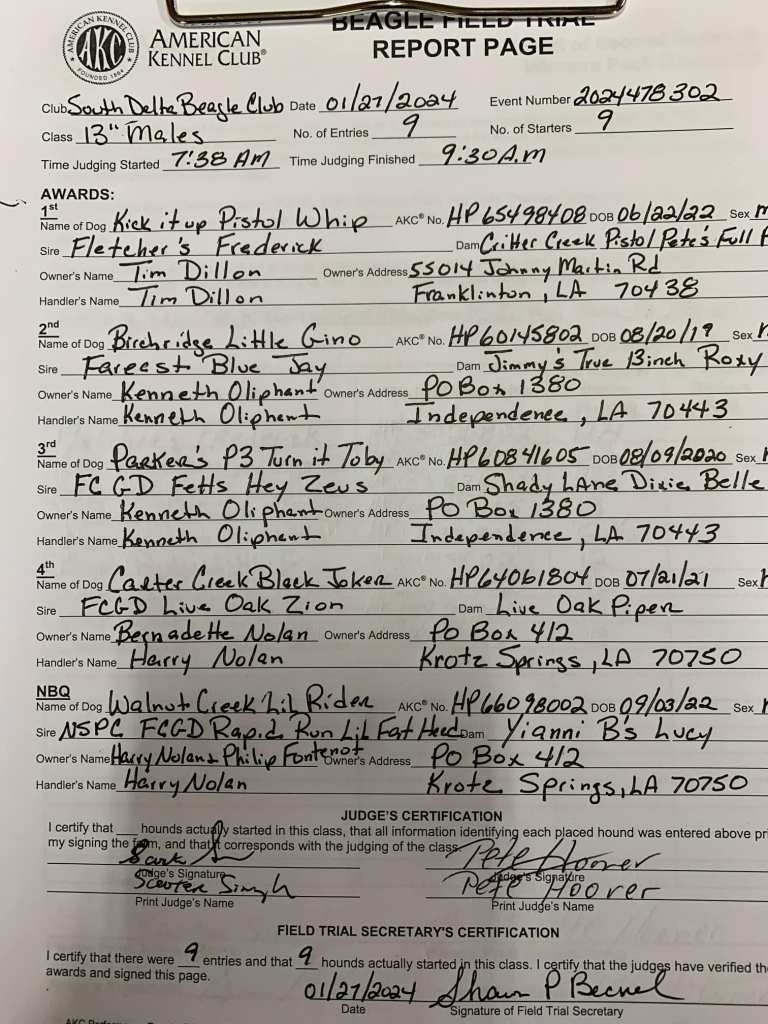 AMERICAN KENNEL CLUB
AKC
FOUNDED 1884
AMERICAN
KENNEL CLUB®
BEAGLE FIELD TRIAL
REPORT PAGE
Club South Delta Beagle Club Date 01/27/2024 Event Number 2024478302
Class 13" Males No. of Entries 9 No. of Starters 9
Time Judging Started 7:38 AM Time Judging Finished 9:30 A.m
AWARDS:
1st
Name of Dog Kick it up Pistol Whip AKC® No. HP65498408 DOB 06/22/22 Sex m
Sire Fletcher's Frederick Dam Critter Creek Pistol Pete's Full
Owner's Name Tim Dillon Owner's Address 55014 Johnny Martin Rd
Handler's Name Tim Dillon Franklinton, LA 70438
2nd
Name of Dog Birchridge Little Gino AKC® No. HP60145802 DOB 08/20/19 Sex
Sire Fareest Blue Jay Dam Jimmy's True 13inch Roxy
Owner's Name Kenneth Oliphant Owner's Address PO Box 1380
Handler's Name Kenneth Oliphant Independence, LA 70443
3rd
Name of Dog Parker's P3 Turn it Toby AKC® No. HP60841605 DOB 08/09/2020 Sex
Sire FC GD Fetts Hey Zeus Dam Shady LAne Dixie Belle
Owner's Name Kenneth Oliphant Owner's Address PO Box 1380
Handler's Name Kenneth Oliphant Independence, LA 70443
4th
Name of Dog Carter Creek Black Joker AKC® No. HP64061804 DOB 07/21/21 Sex
Sire FCGD Live Oak Zion Dam Live Oak Piper
Owner's Name Bernadette Nolan Owner's Address Po Box 412
Handler's Name Harry Nolan Krotz Springs, LA 70750
NBQ
Name of Dog Walnut Creek Lil Rider AKC® No. HP66098002 DOB 09/03/22 Sex
Sire NSPC FCGD Rapid Run Lil Fat Head Dam Yianni B's Lucy
Owner's Name Harry Nolan & Philip Fontenot Owner's Address PO Box 412
Handler's Name Harry Nolan Krotz Springs, LA 70750
JUDGE'S CERTIFICATION
I certify that ___ hounds actually started in this class, that all information identifying each placed hound was entered above
my signing the form, and that it corresponds with the judging of the class.
Pete Hoover
Judge's Signature Judge's Signature
Pete Hoover
Print Judge's Name Print Judge's Name
FIELD TRIAL SECRETARY'S CERTIFICATION
I certify that there were 9 entries and that 9 hounds actually started in this class. I certify that the judges have verified
awards and signed this page.
01/27/2024 Shaun P Becnel
Date Signature of Field Trial Secretary